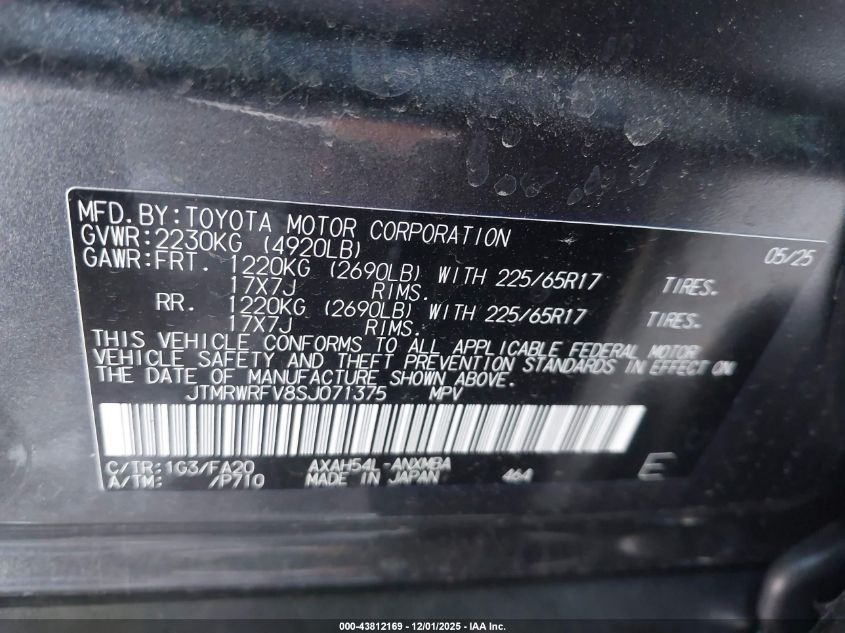 MFD.BY:TOYOTA MOTOR CORPORATION 05/25
GVWR:2230KG (4920LB)
GAWR:FRT. 1220KG (2690LB) WITH 225/65R17 TIRES.
17X7J RIMS.
RR. 1220KG (2690LB) WITH 225/65R17 TIRES.
17X7J RIMS.
THIS VEHICLE CONFORMS TO ALL APPLICABLE FEDERAL MOTOR
VEHICLE SAFETY AND THEFT PREVENTION STANDARDS IN EFFECT ON
THE DATE OF MANUFACTURE SHOWN ABOVE.
JTMRWRFV8SJ071375 MPV
C/TR:1G3/FA20 AXAH54L-ANXMBA E
A/TM: /P710 MADE IN JAPAN 464
000-43812169 - 12/01/2025 - IAA Inc.